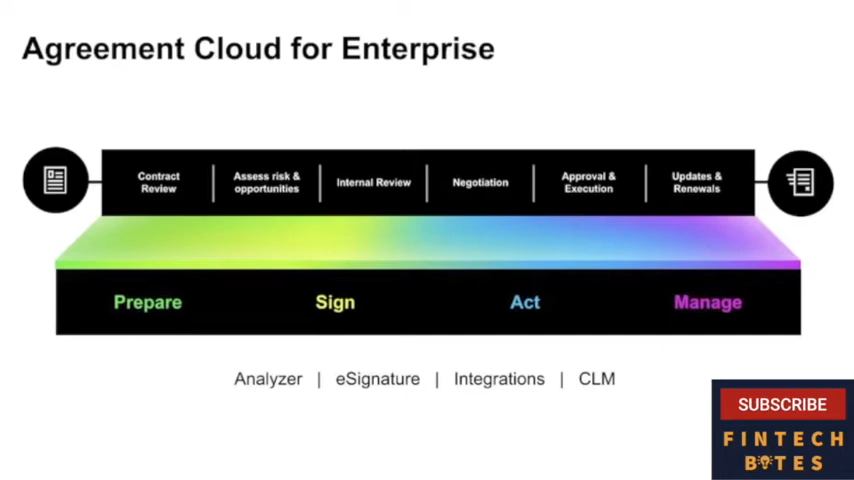 Agreement Cloud for Enterprise
Contract
Review
Assess risk &
opportunities
Internal Review
Negotiation
Approval &
Execution
Updates &
Renewals
Prepare
Sign
Act
Manage
Analyzer | eSignature | Integrations | CLM
SUBSCRIBE
FINTECH
BITES